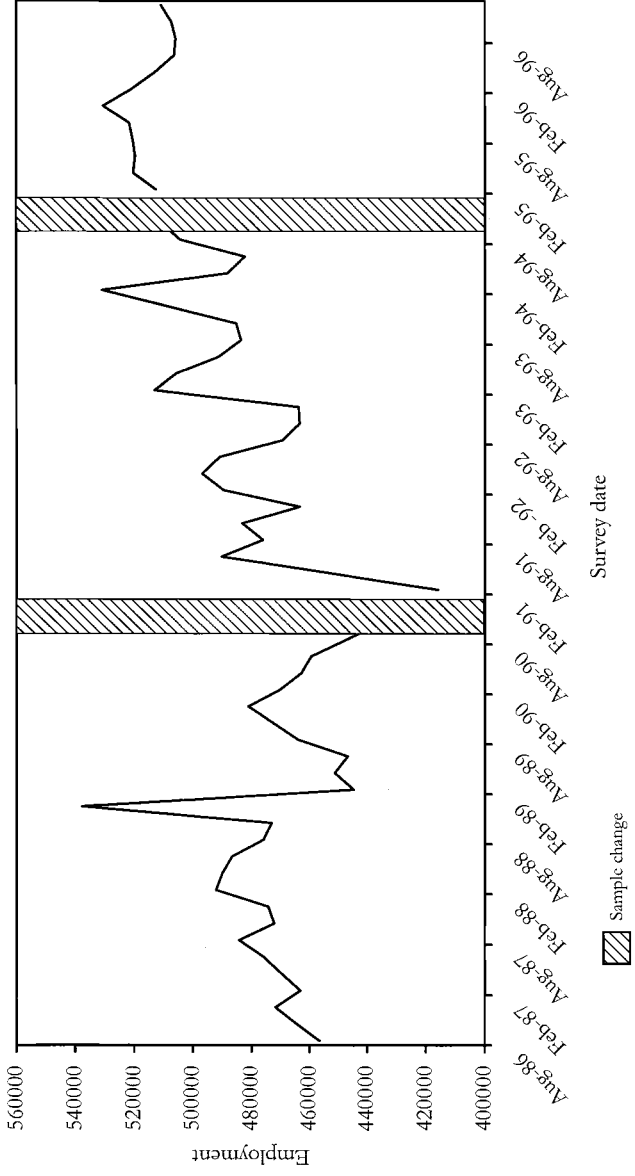 Employment
560000
540000
520000
500000
480000
460000
440000
420000
400000
Aug-86
Feb-87
Aug-87
Feb-88
Aug-88
Feb-89
Aug-89
Feb-90
Aug-90
Feb-91
Aug-91
Feb-92
Aug-92
Feb-93
Aug-93
Feb-94
Aug-94
Feb-95
Aug-95
Feb-96
Aug-96
Survey date
Sample change